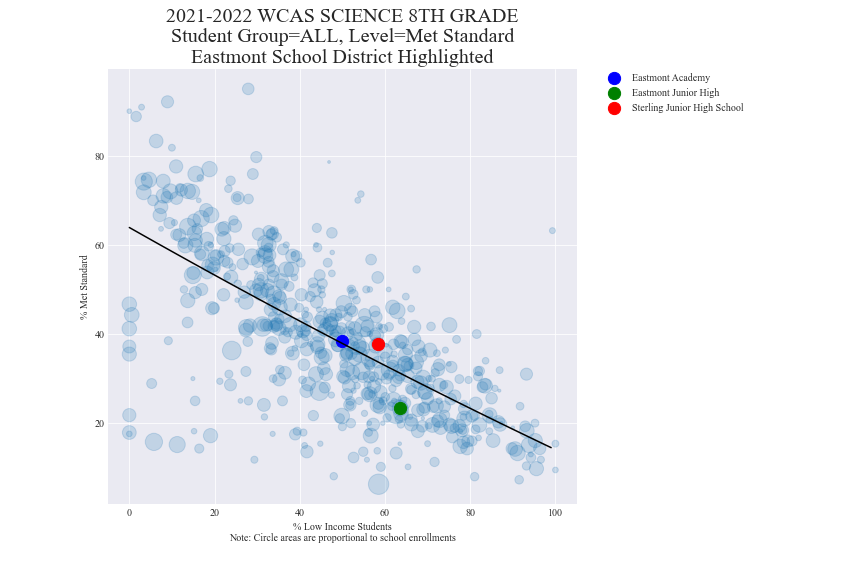 2021-2022 WCAS SCIENCE 8TH GRADE
Student Group=ALL, Level=Met Standard
Eastmont School District Highlighted
Eastmont Academy
Eastmont Junior High
Sterling Junior High School
80
60
40
20
% Met Standard
0 20 40 60 80 100
% Low Income Students
Note: Circle areas are proportional to school enrollments